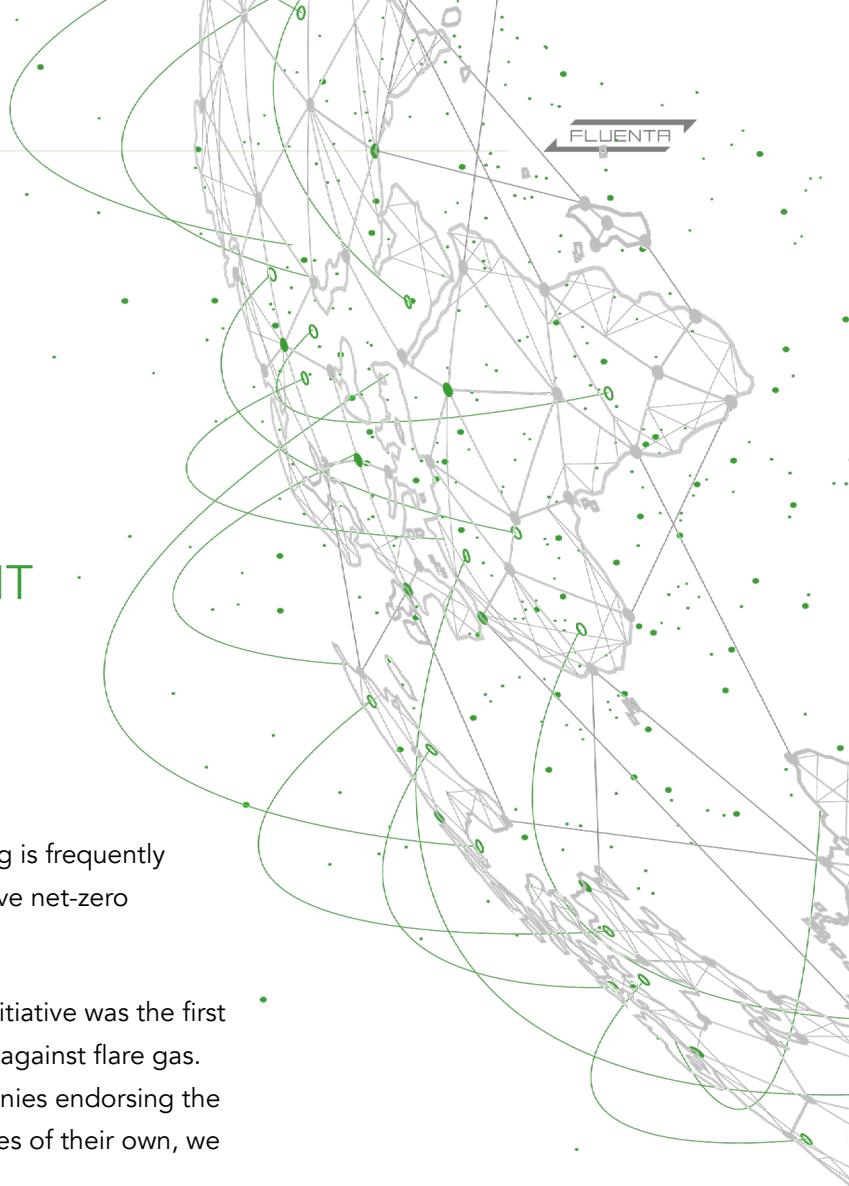 FLUENTA
IT
g is frequently
ve net-zero
itiative was the first
against flare gas.
nies endorsing the
es of their own, we